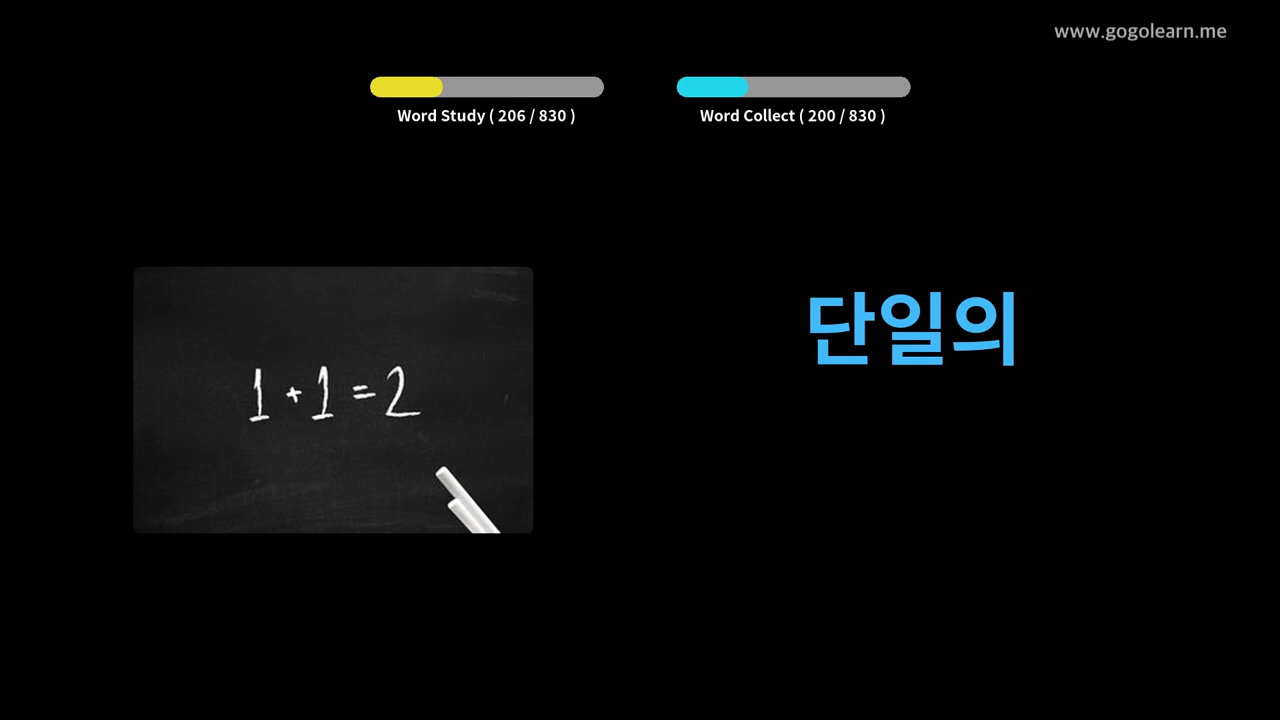 www.gogolearn.me
Word Study ( 206 / 830 )
Word Collect ( 200 / 830 )
단일의
1 + 1 = 2